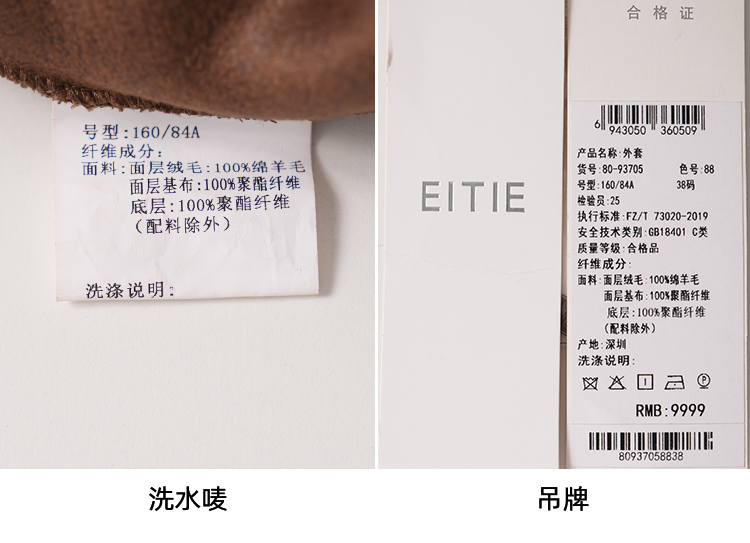 号型:160/84A
纤维成分:
面料:面层绒毛:100%绵羊毛
面层基布:100%聚酯纤维
底层:100%聚酯纤维
(配料除外)
洗涤说明:
EITIE
合格证
6 943050 360509
产品名称:外套
货号:80-93705 色号:88
号型:160/84A 38码
检验员:25
执行标准:FZ/T 73020-2019
安全技术类别:GB18401 C类
质量等级:合格品
纤维成分:
面料:面层绒毛:100%绵羊毛
面层基布:100%聚酯纤维
底层:100%聚酯纤维
(配料除外)
产地:深圳
洗涤说明:
P
RMB:9999
80937058838
洗水唛
吊牌